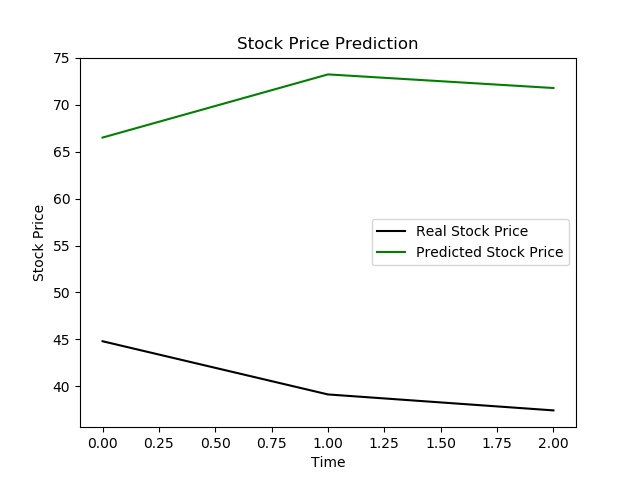 Stock Price Prediction
75
70
65
60
55
50
45
40
Stock Price
Real Stock Price
Predicted Stock Price
0.00 0.25 0.50 0.75 1.00 1.25 1.50 1.75 2.00
Time